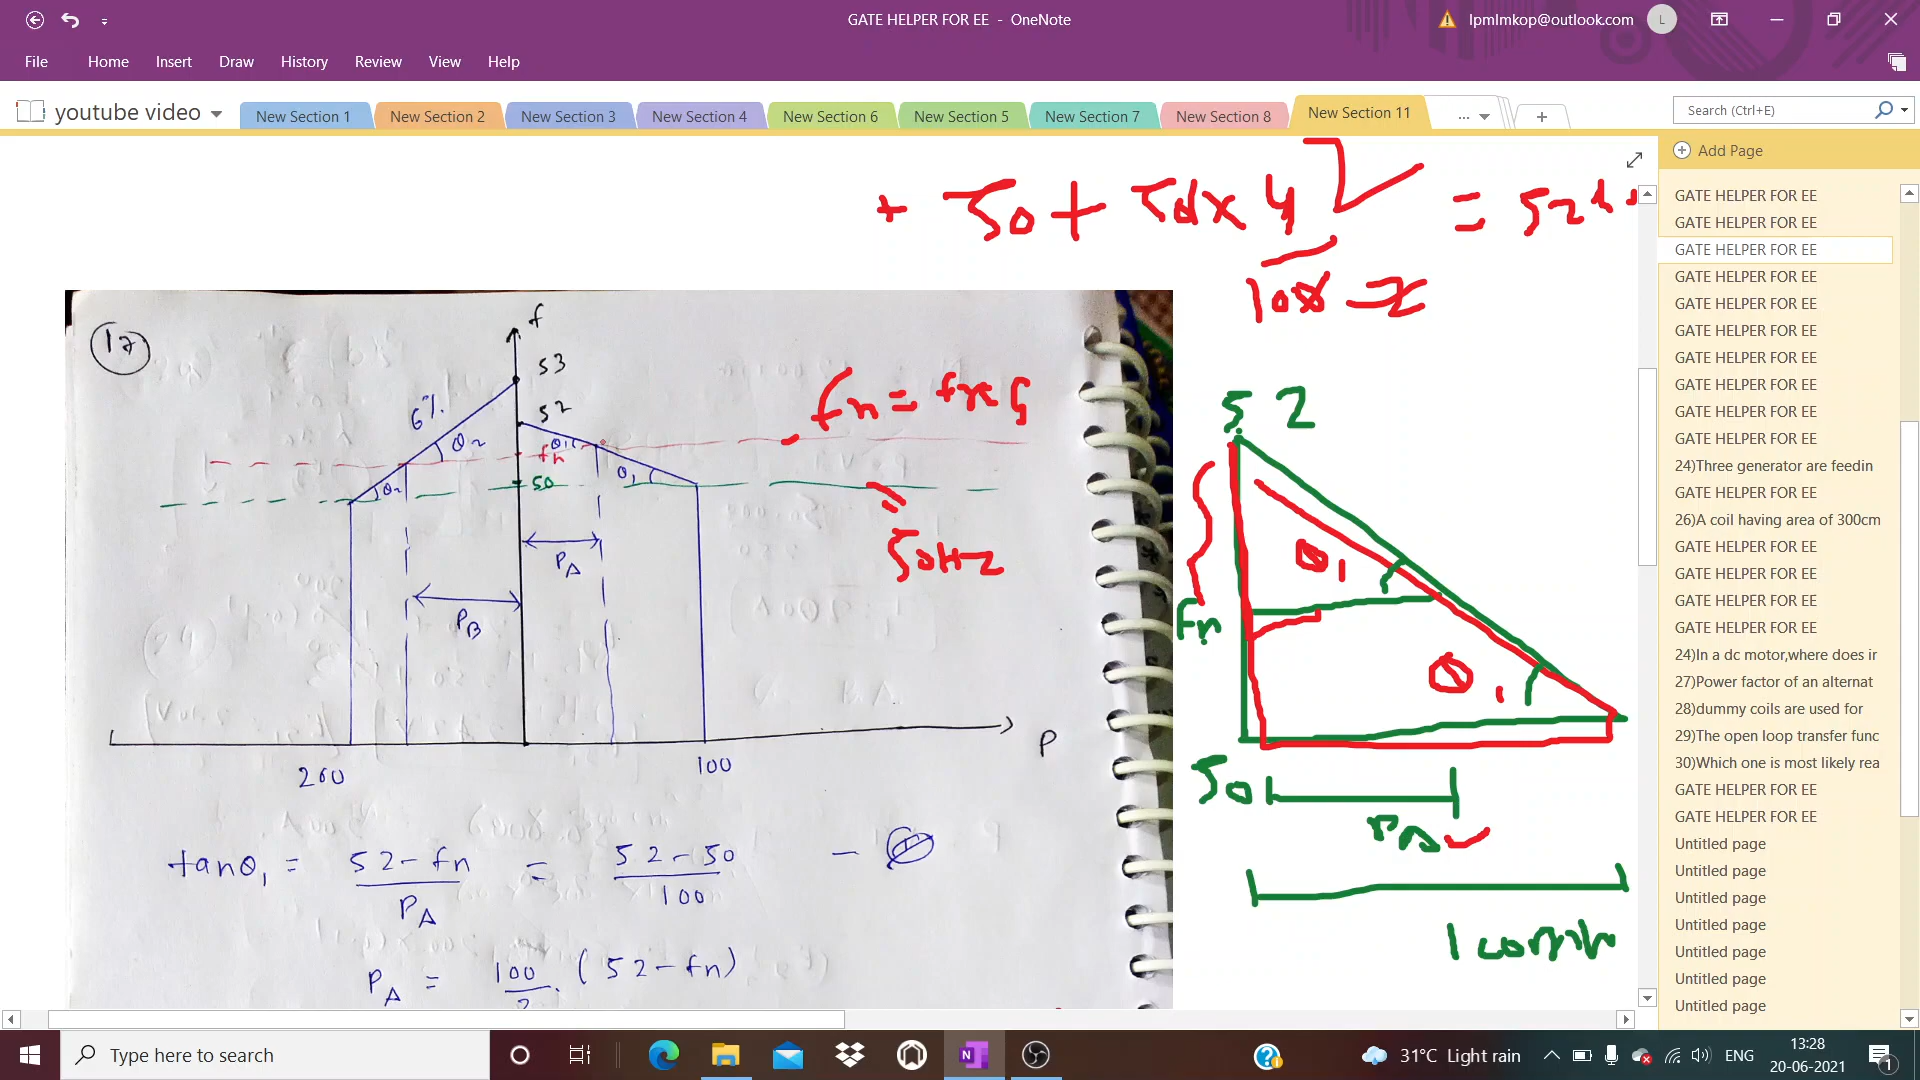 GATE HELPER FOR EE - OneNote
lpmlmkop@outlook.com
L
File Home Insert Draw History Review View Help
youtube video
New Section 1
New Section 2
New Section 3
New Section 4
New Section 6
New Section 5
New Section 7
New Section 8
New Section 11
...
Search (Ctrl+E)
Add Page
GATE HELPER FOR EE
GATE HELPER FOR EE
GATE HELPER FOR EE
GATE HELPER FOR EE
GATE HELPER FOR EE
GATE HELPER FOR EE
GATE HELPER FOR EE
GATE HELPER FOR EE
GATE HELPER FOR EE
GATE HELPER FOR EE
24)Three generator are feedin
GATE HELPER FOR EE
26)A coil having area of 300cm
GATE HELPER FOR EE
GATE HELPER FOR EE
GATE HELPER FOR EE
GATE HELPER FOR EE
24)In a dc motor,where does ir
27)Power factor of an alternat
28)dummy coils are used for
29)The open loop transfer func
30)Which one is most likely rea
GATE HELPER FOR EE
GATE HELPER FOR EE
Untitled page
Untitled page
Untitled page
Untitled page
Untitled page
Untitled page
Untitled page
+ 50 + 50 x 4 = 52
100
17
f
53
6%.
52
θ2
θ1
fn
50
θ2
θ1
PA
PB
P
200
100
fn =
50Hz
52
θ1
fn
θ1
50
PA
100
tanθ1 = 52-fn / PA = 52-50 / 100 -
PA = 100 / 2 . (52-fn)
Type here to search
31°C Light rain
ENG
13:28
20-06-2021
1